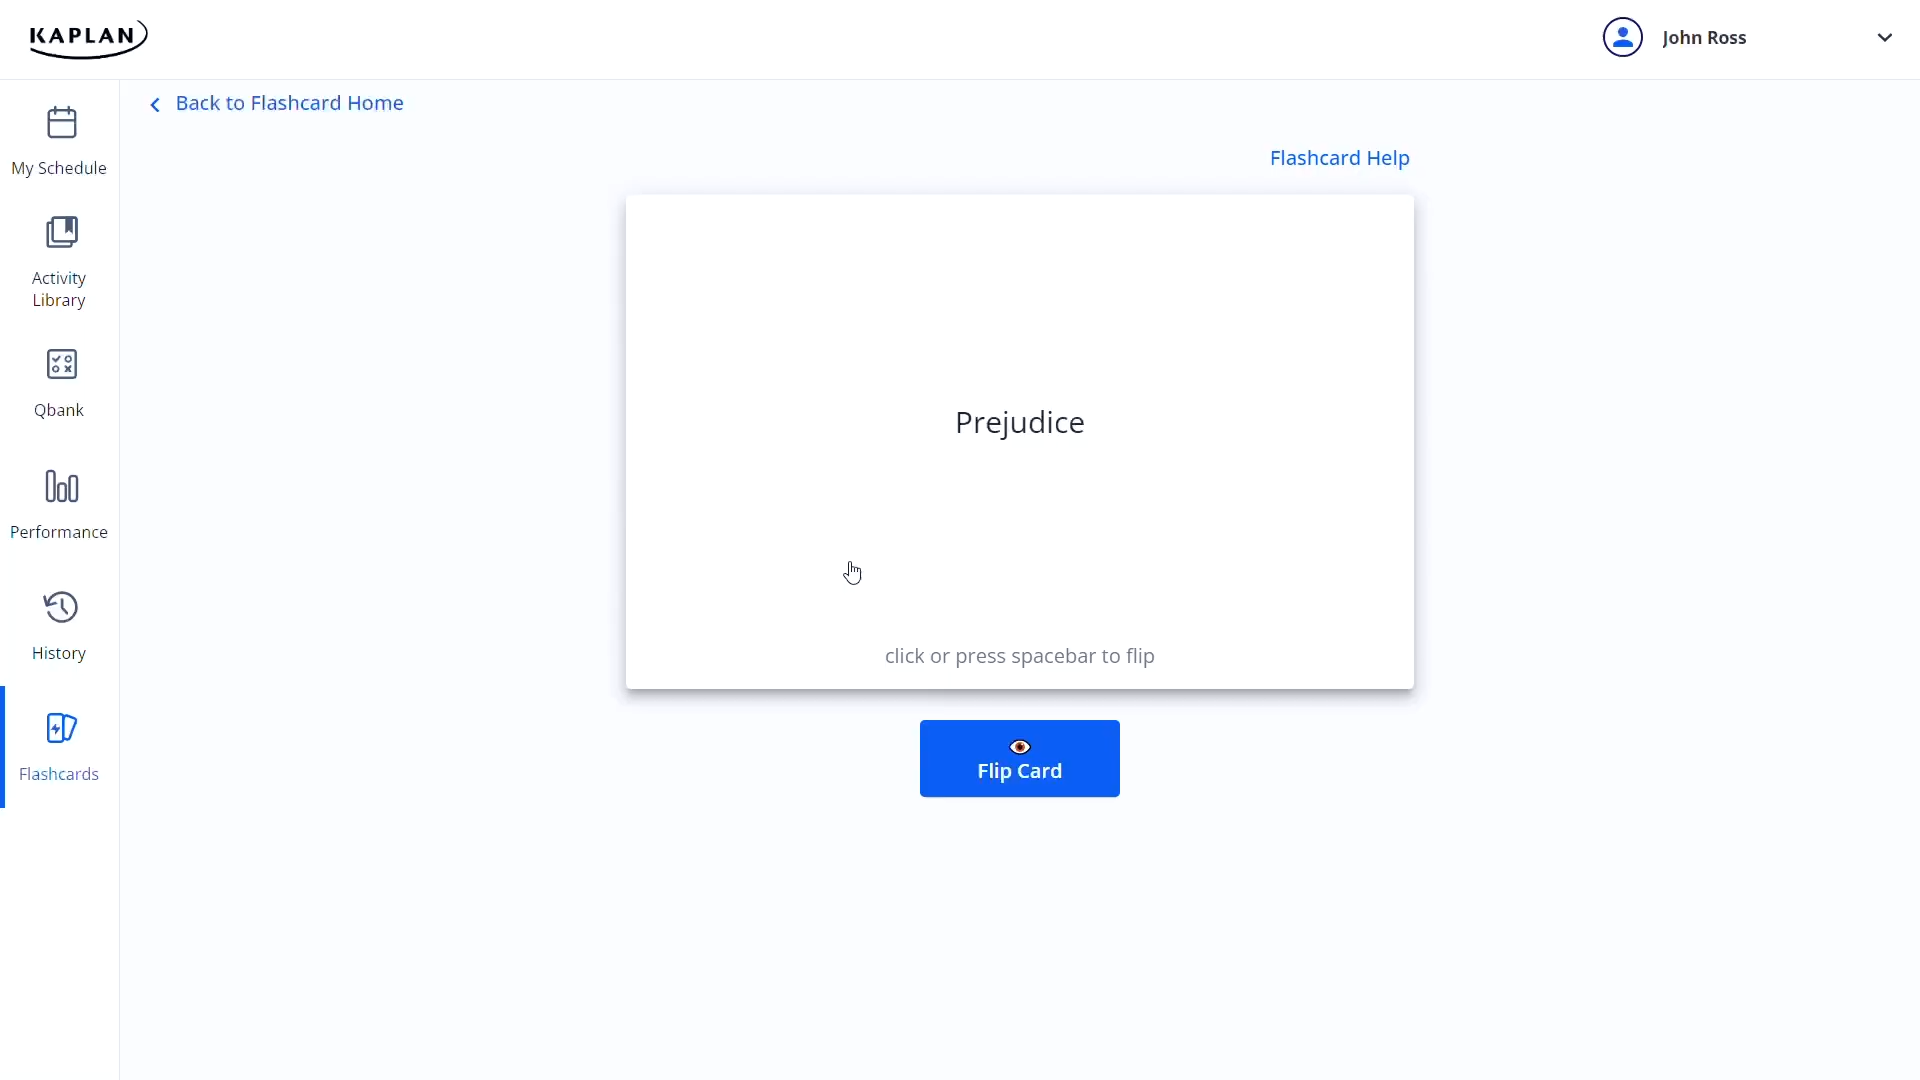 KAPLAN
John Ross
Back to Flashcard Home
My Schedule
Flashcard Help
Activity
Library
Qbank
Prejudice
Performance
History
click or press spacebar to flip
Flip Card
Flashcards